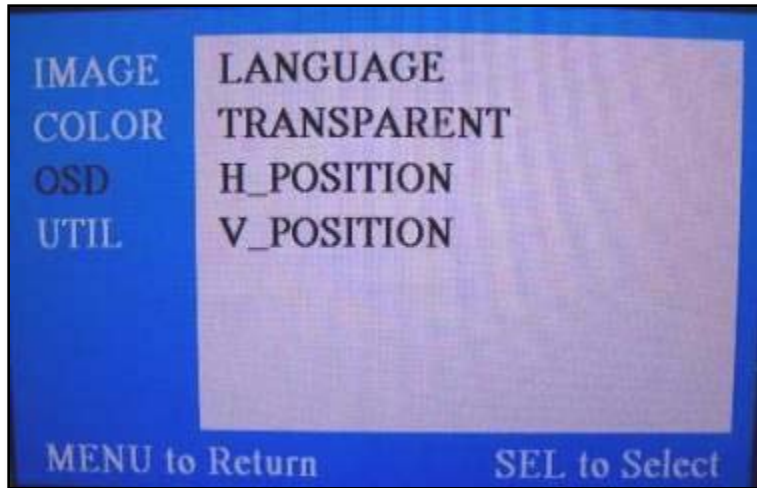 IMAGE LANGUAGE
COLOR TRANSPARENT
OSD H_POSITION
UTIL V_POSITION
MENU to Return SEL to Select